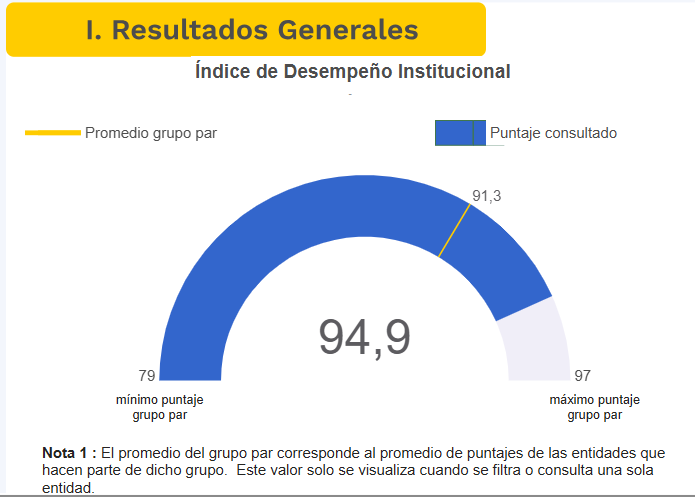 I. Resultados Generales
Índice de Desempeño Institucional
-
Promedio grupo par
Puntaje consultado
91,3
94,9
79
97
mínimo puntaje
grupo par
máximo puntaje
grupo par
Nota 1 : El promedio del grupo par corresponde al promedio de puntajes de las entidades que
hacen parte de dicho grupo.  Este valor solo se visualiza cuando se filtra o consulta una sola
entidad.